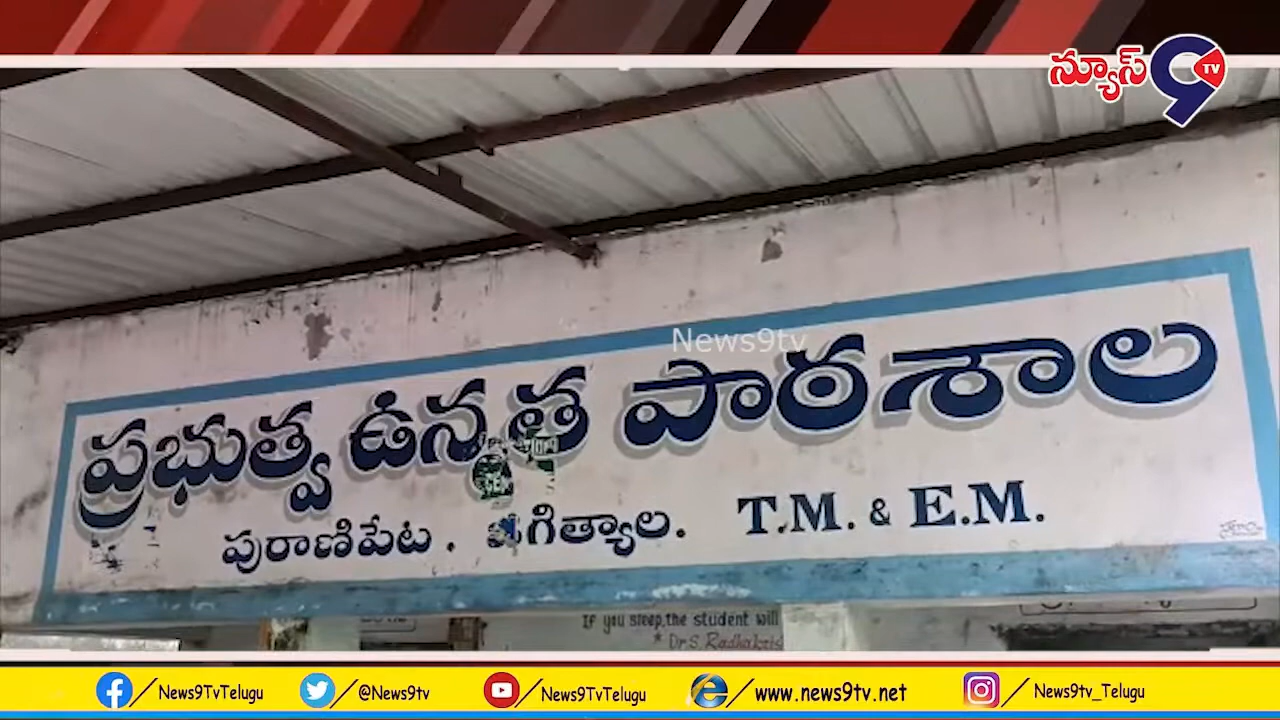 న్యూస్ 9 TV
News9tv
ప్రభుత్వ ఉన్నత పాఠశాల
పురాణిపేట. జగిత్యాల. T.M. & E.M.
If you sleep, the student will
* Dr S. Radhakris
News9TvTelugu @News9tv News9TvTelugu www.news9tv.net News9tv_Telugu